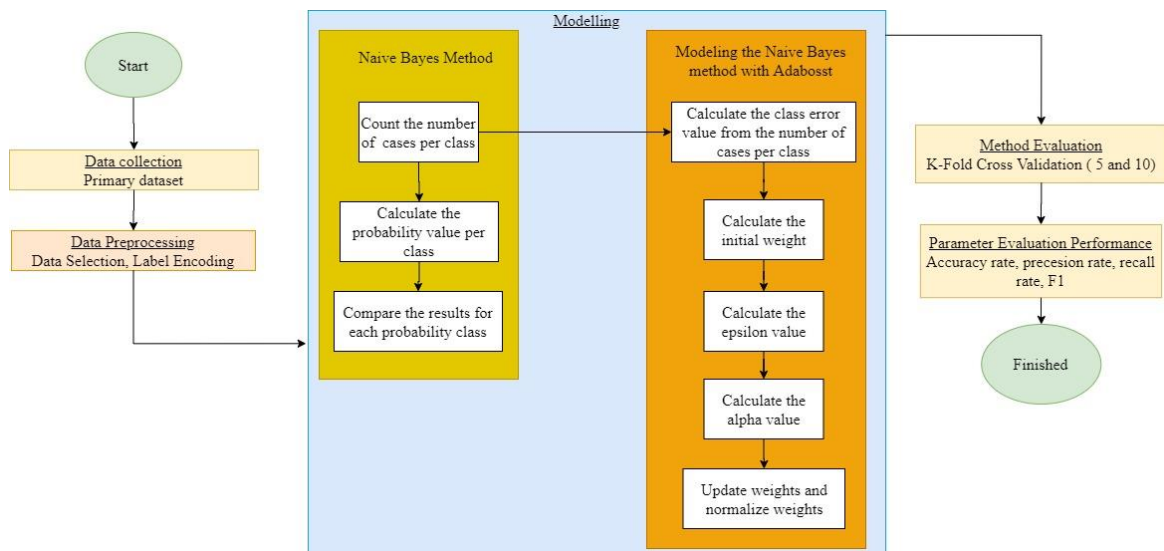 Start
Data collection
Primary dataset
Data Preprocessing
Data Selection, Label Encoding
Modelling
Naive Bayes Method
Count the number
of cases per class
Calculate the
probability value per
class
Compare the results for
each probability class
Modeling the Naive Bayes
method with Adabosst
Calculate the class error
value from the number of
cases per class
Calculate the
initial weight
Calculate the
epsilon value
Calculate the
alpha value
Update weights and
normalize weights
Method Evaluation
K-Fold Cross Validation ( 5 and 10)
Parameter Evaluation Performance
Accuracy rate, precesion rate, recall
rate, F1
Finished